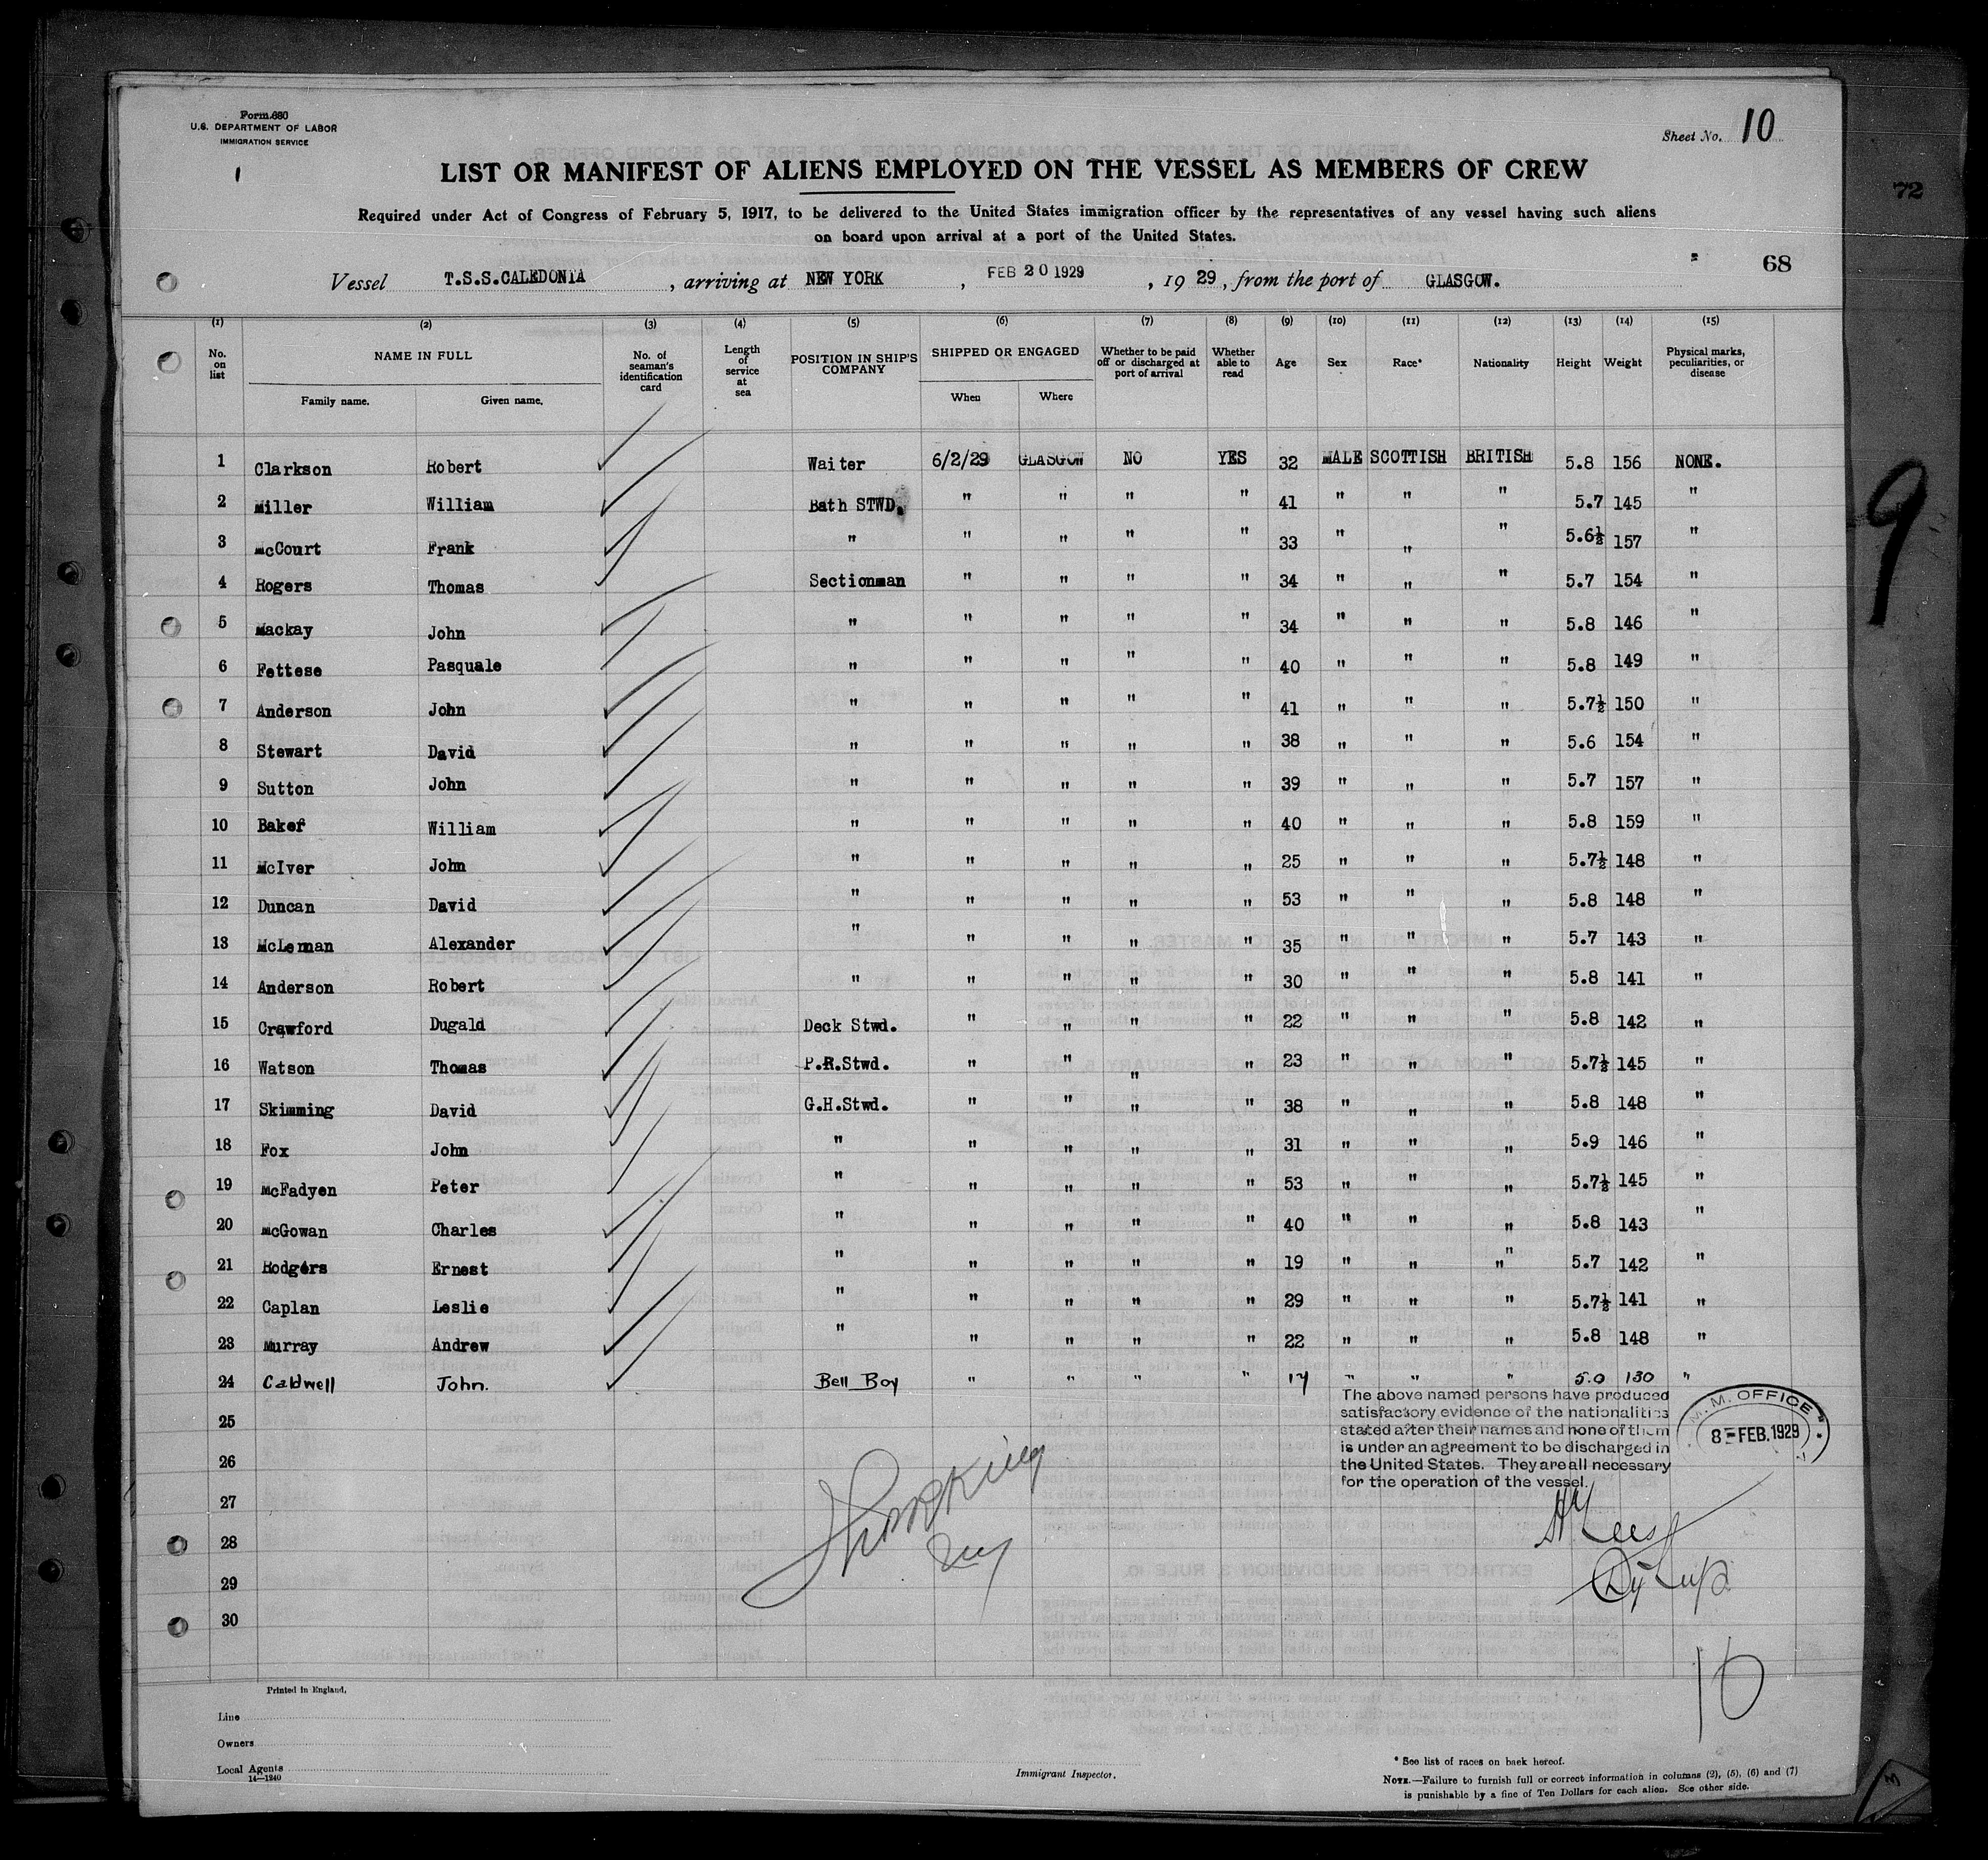 Form 680
U.S. DEPARTMENT OF LABOR
IMMIGRATION SERVICE
1
Sheet No. 10
LIST OR MANIFEST OF ALIENS EMPLOYED ON THE VESSEL AS MEMBERS OF CREW
72
Required under Act of Congress of February 5, 1917, to be delivered to the United States immigration officer by the representatives of any vessel having such aliens
on board upon arrival at a port of the United States.
68
Vessel T.S.S.CALEDONIA , arriving at NEW YORK , FEB 20 1929 , 19 29 , from the port of GLASGOW.
(1) (2) (3) (4) (5) (6) (7) (8) (9) (10) (11) (12) (13) (14) (15)
No. on list NAME IN FULL No. of seaman's identification card Length of service at sea POSITION IN SHIP'S COMPANY SHIPPED OR ENGAGED Whether to be paid off or discharged at port of arrival Whether able to read Age Sex Race* Nationality Height Weight Physical marks, peculiarities, or disease
Family name. Given name. When Where
1 Clarkson Robert Waiter 6/2/29 GLASGOW NO YES 32 MALE SCOTTISH BRITISH 5.8 156 NONE.
2 Miller William Bath STWD. " " " " 41 " " " 5.7 145 "
3 McCourt Frank " " " " " 33 " " " 5.6½ 157 "
4 Rogers Thomas Sectionman " " " " 34 " " " 5.7 154 "
5 Mackay John " " " " " 34 " " " 5.8 146 "
6 Fettese Pasquale " " " " " 40 " " " 5.8 149 "
7 Anderson John " " " " " 41 " " " 5.7½ 150 "
8 Stewart David " " " " " 38 " " " 5.6 154 "
9 Sutton John " " " " " 39 " " " 5.7 157 "
10 Baker William " " " " " 40 " " " 5.8 159 "
11 McIver John " " " " " 25 " " " 5.7½ 148 "
12 Duncan David " " " " " 53 " " " 5.8 148 "
13 McLeman Alexander " " " " " 35 " " " 5.7 143 "
14 Anderson Robert " " " " " 30 " " " 5.8 141 "
15 Crawford Dugald Deck Stwd. " " " " 22 " " " 5.8 142 "
16 Watson Thomas P.R.Stwd. " " " " 23 " " " 5.7½ 145 "
17 Skimming David G.H.Stwd. " " " " 38 " " " 5.8 148 "
18 Fox John " " " " " 31 " " " 5.9 146 "
19 McFadyen Peter " " " " " 53 " " " 5.7½ 145 "
20 McGowan Charles " " " " " 40 " " " 5.8 143 "
21 Rodgers Ernest " " " " " 19 " " " 5.7 142 "
22 Caplan Leslie " " " " " 29 " " " 5.7½ 141 "
23 Murray Andrew " " " " " 22 " " " 5.8 148 "
24 Caldwell John. Bell Boy " " " " 17 " " " 5.0 130 "
25
26
27
28
29
30
The above named persons have produced
satisfactory evidence of the nationalities
stated after their names and none of them
is under an agreement to be discharged in
the United States. They are all necessary
for the operation of the vessel.
M.M. OFFICE
8 FEB. 1929
9
10
Printed in England.
Line
Owners
Local Agents
14—1240
Immigrant Inspector.
* See list of races on back hereof.
NOTE.—Failure to furnish full or correct information in columns (2), (5), (6) and (7)
is punishable by a fine of Ten Dollars for each alien. See other side.